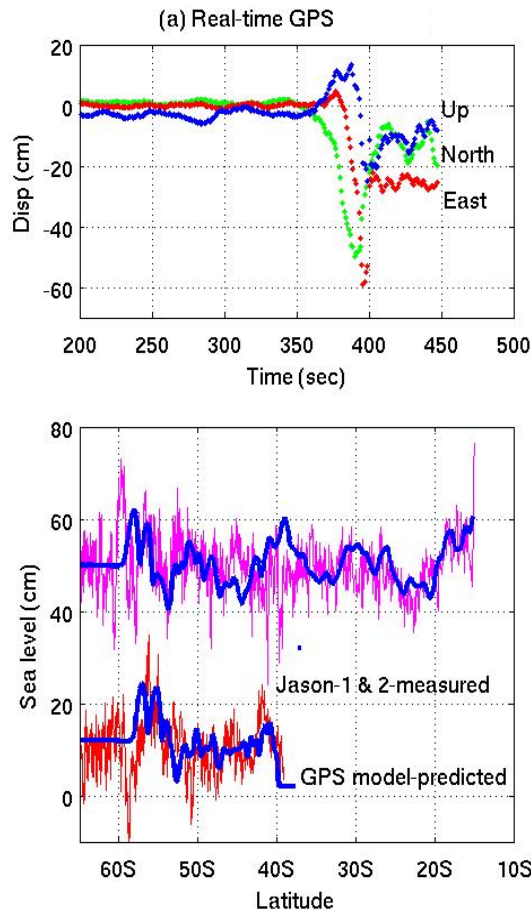 (a) Real-time GPS
20
0
-20
-40
-60
Disp (cm)
Up
North
East
200 250 300 350 400 450 500
Time (sec)
80
60
40
20
0
Sea level (cm)
Jason-1 & 2-measured
GPS model-predicted
60S 50S 40S 30S 20S 10S
Latitude